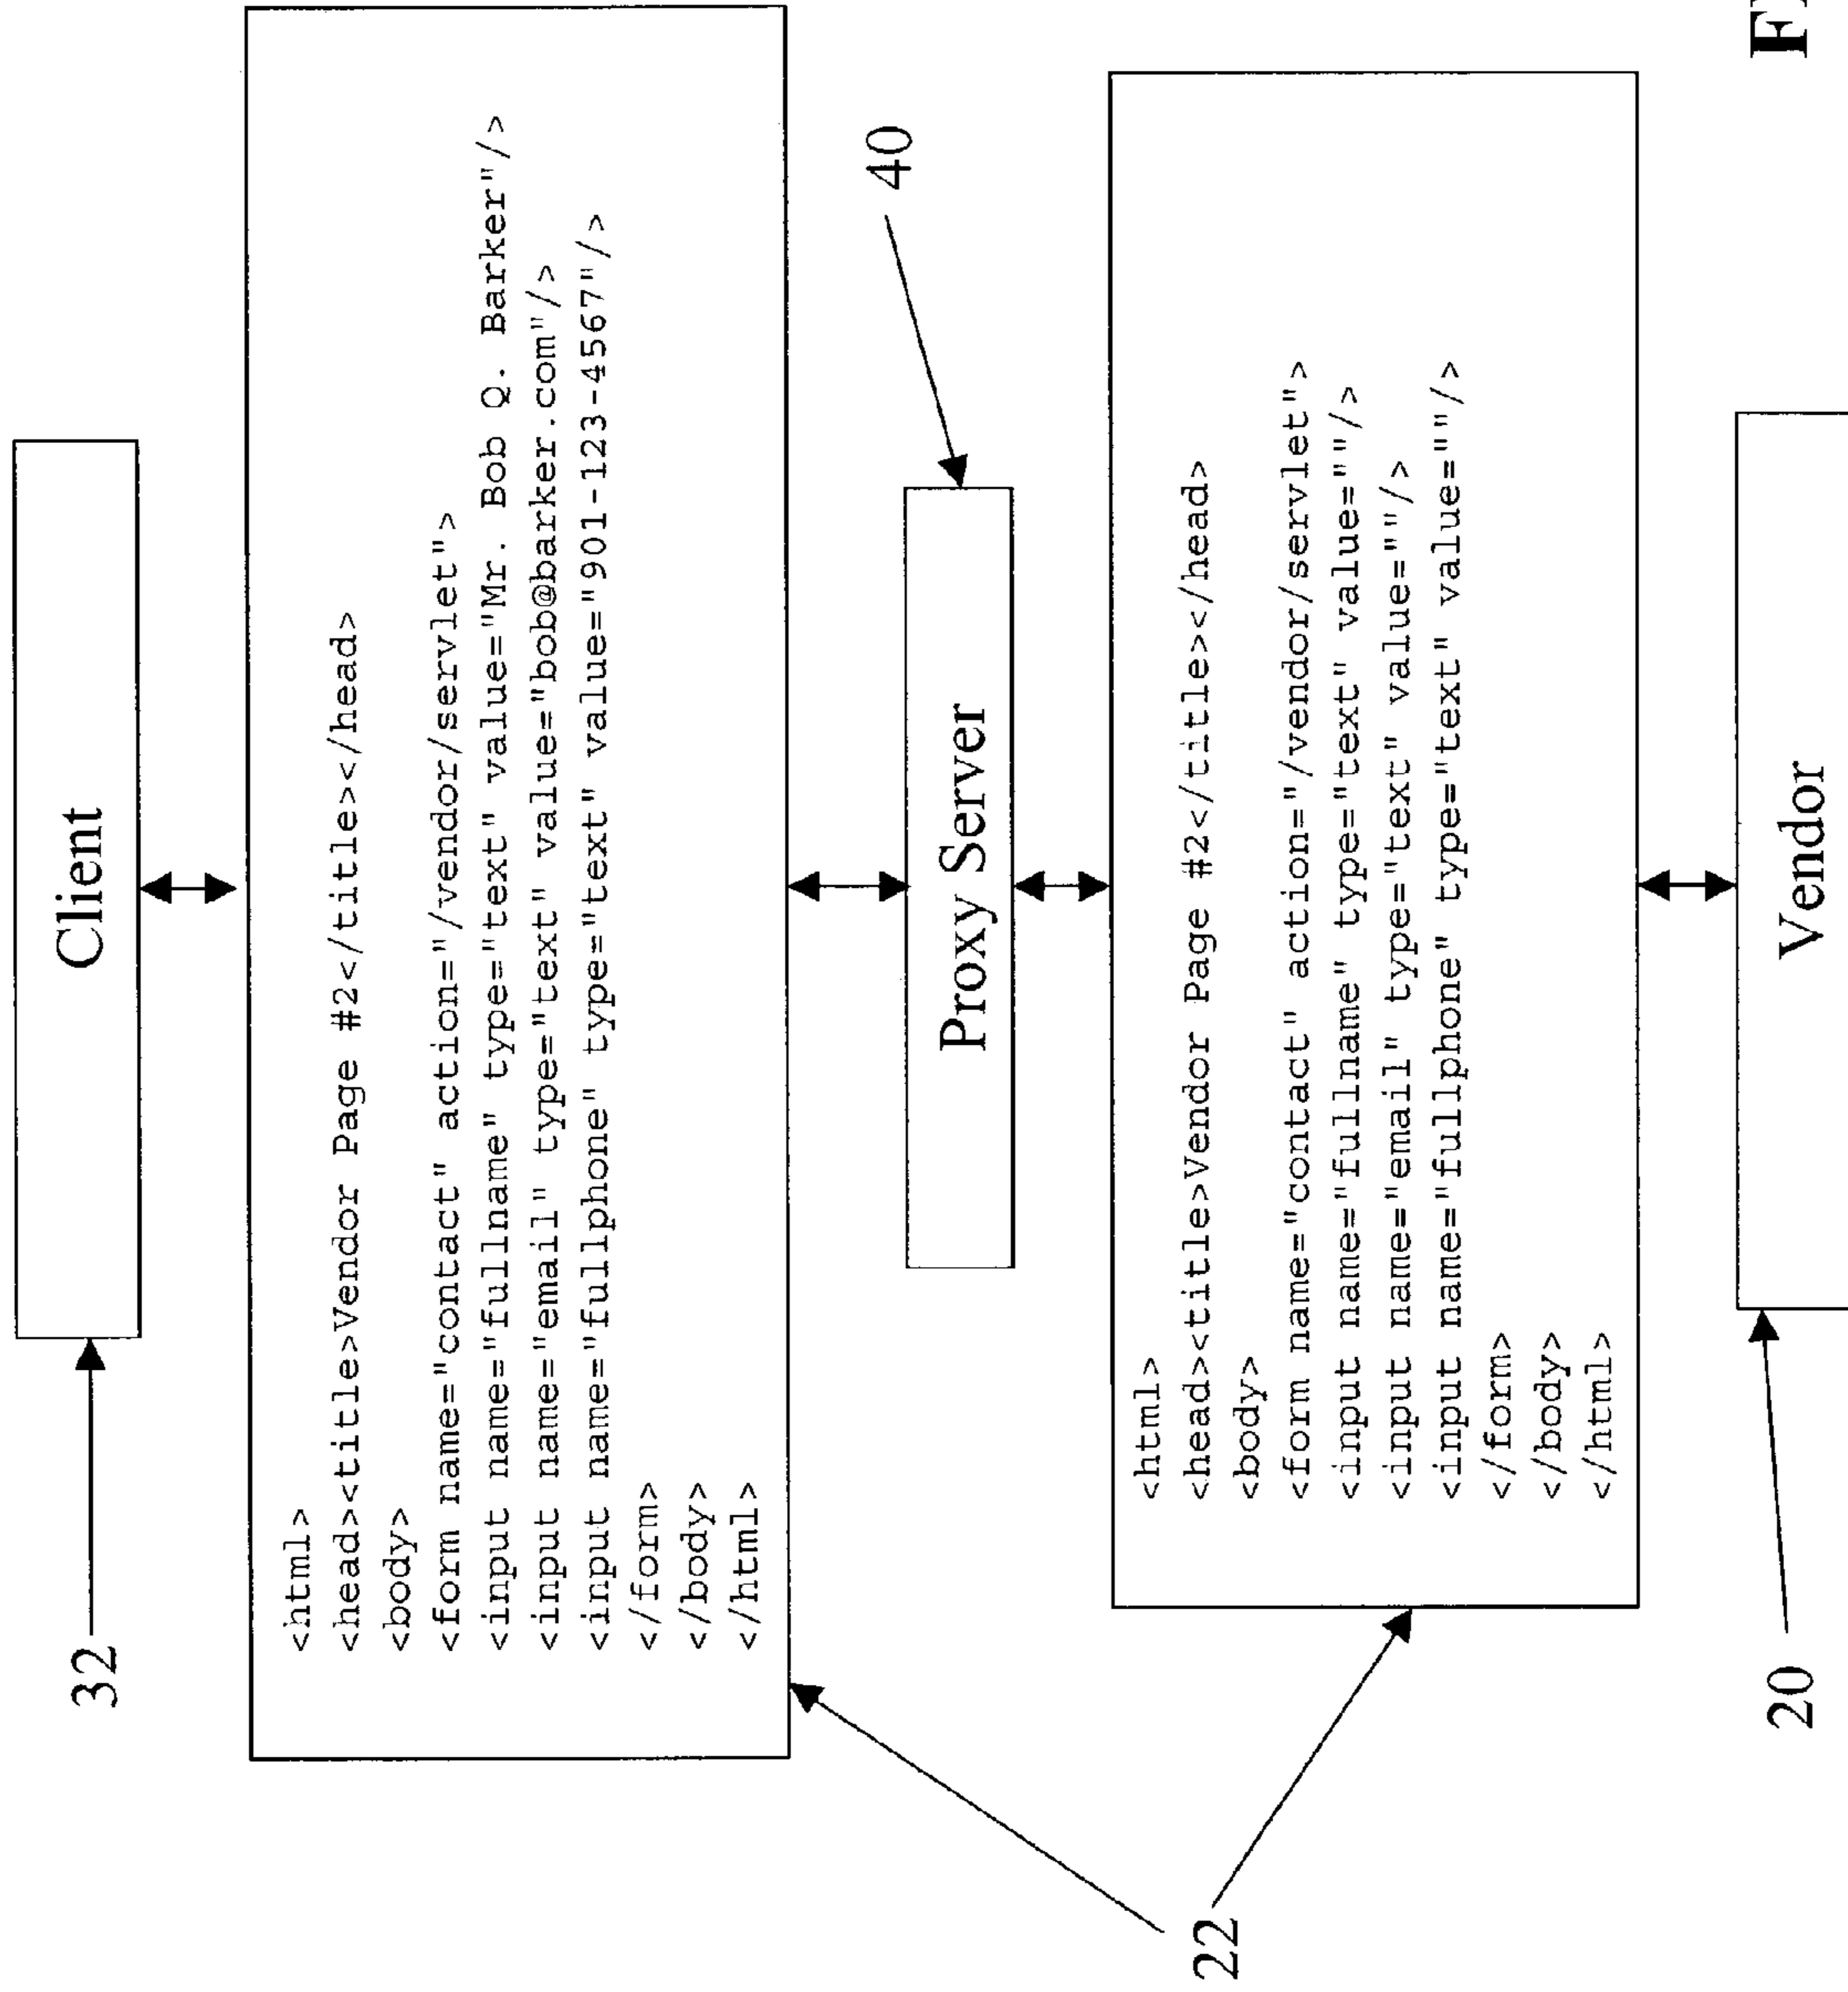 32
Client
<html>
<head><title>Vendor Page #2</title></head>
<body>
<form name="contact" action="/vendor/servlet">
<input name="fullname" type="text" value="Mr. Bob Q. Barker"/>
<input name="email" type="text" value="bob@barker.com"/>
<input name="fullphone" type="text" value="901-123-4567"/>
</form>
</body>
</html>
22
Proxy Server
40
<html>
<head><title>Vendor Page #2</title></head>
<body>
<form name="contact" action="/vendor/servlet">
<input name="fullname" type="text" value=""/>
<input name="email" type="text" value=""/>
<input name="fullphone" type="text" value=""/>
</form>
</body>
</html>
20
Vendor